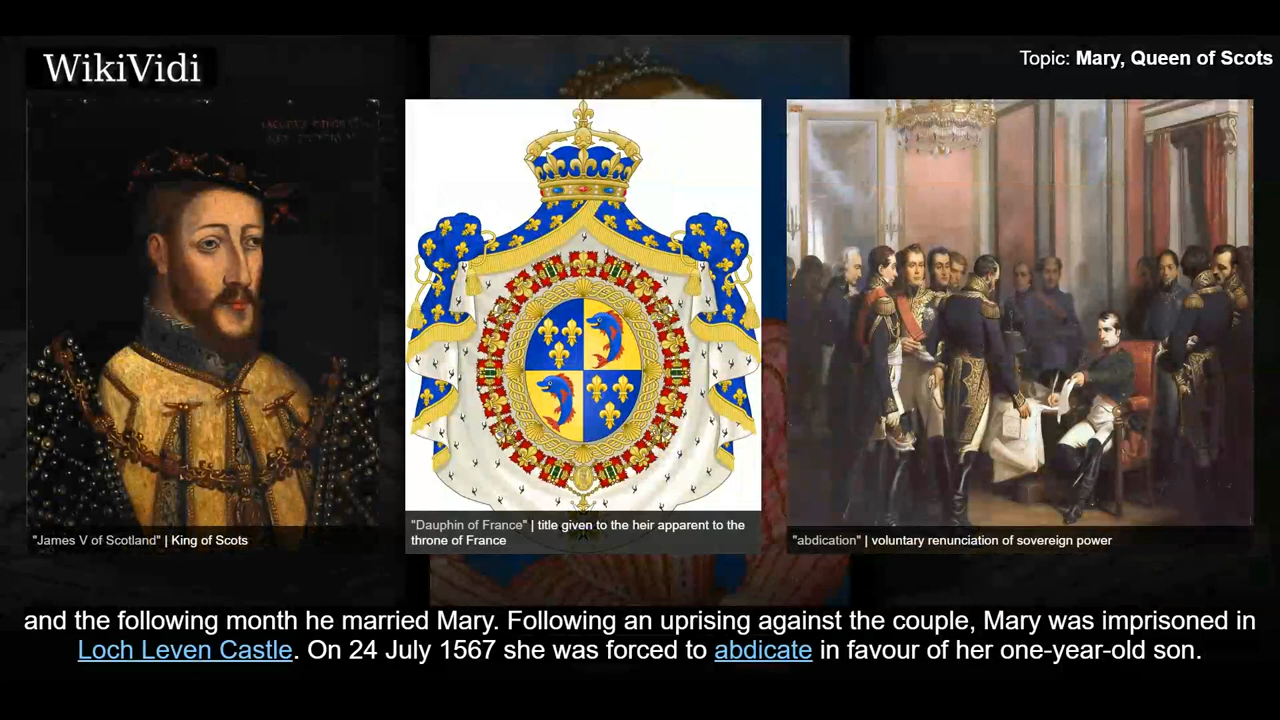 WikiVidi
Topic: Mary, Queen of Scots
"James V of Scotland" | King of Scots
"Dauphin of France" | title given to the heir apparent to the
throne of France
"abdication" | voluntary renunciation of sovereign power
and the following month he married Mary. Following an uprising against the couple, Mary was imprisoned in
Loch Leven Castle. On 24 July 1567 she was forced to abdicate in favour of her one-year-old son.